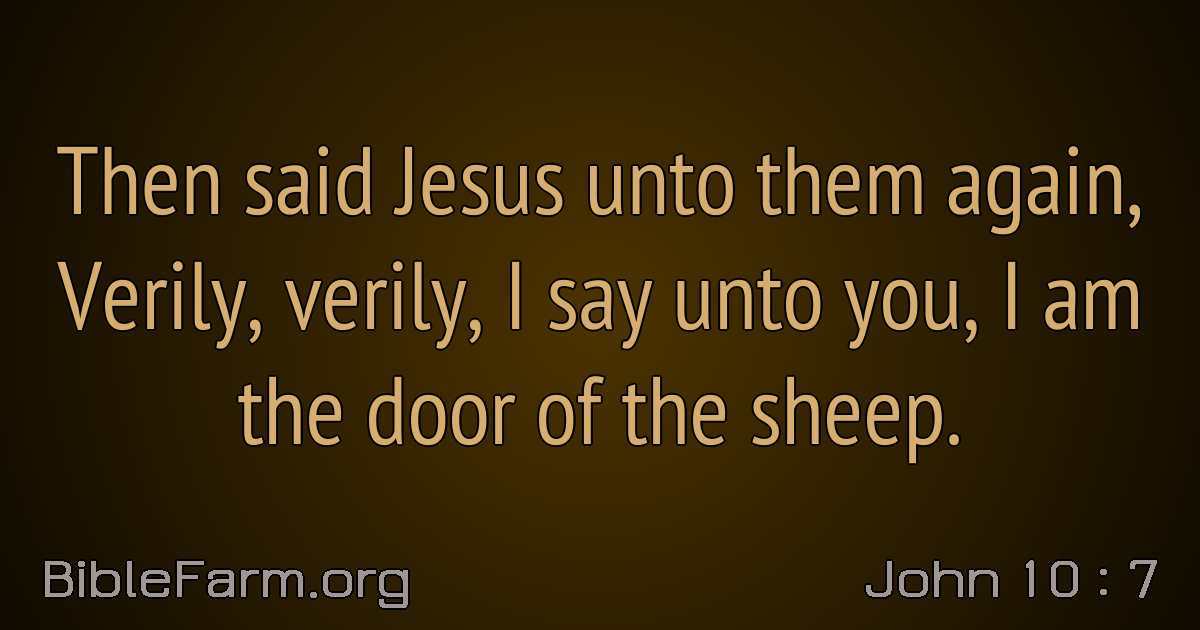 Then said Jesus unto them again,
Verily, verily, I say unto you, I am
the door of the sheep.
BibleFarm.org
John 10 : 7